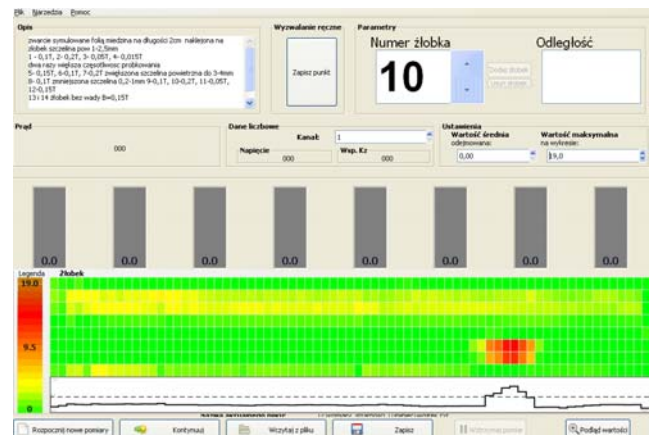 Plik Narzędzia Pomoc
Opis
zwarcie symulowane folią miedzina na długości 2cm naklejona na
żłobek szczelina pow 1-2,5mm
1 - 0,1T, 2- 0,2T, 3- 0,05T, 4- 0,015T
dwa razy większa częsotliwosc probkowania
5- 0,15T, 6-0,1T, 7-0,2T zwiększona szczelina powietrzna do 3-4mm
8- 0,1T zmniejszona szczelina 0,2-1mm 9-0,1T, 10-0,2T, 11-0,05T,
12-0,15T
13 i 14 żłobek bez wady B=0,15T
Wyzwalanie ręczne
Zapisz punkt
Parametry
Numer żłobka
10
Odległość
Prąd
000
Dane liczbowe
Kanał:
1
Napięcie
000
Wsp. Kz
000
Ustawienia
Wartość średnia
odejmowana:
0,00
Wartość maksymalna
na wykresie:
19,0
0.0 0.0 0.0 0.0 0.0 0.0 0.0 0.0
Legenda Żłobek
19.0
9.5
0
Rozpocznij nowe pomiary
Kontynuuj
Wczytaj z pliku
Zapisz
Wstrzymaj pomiar
Podgląd wartości